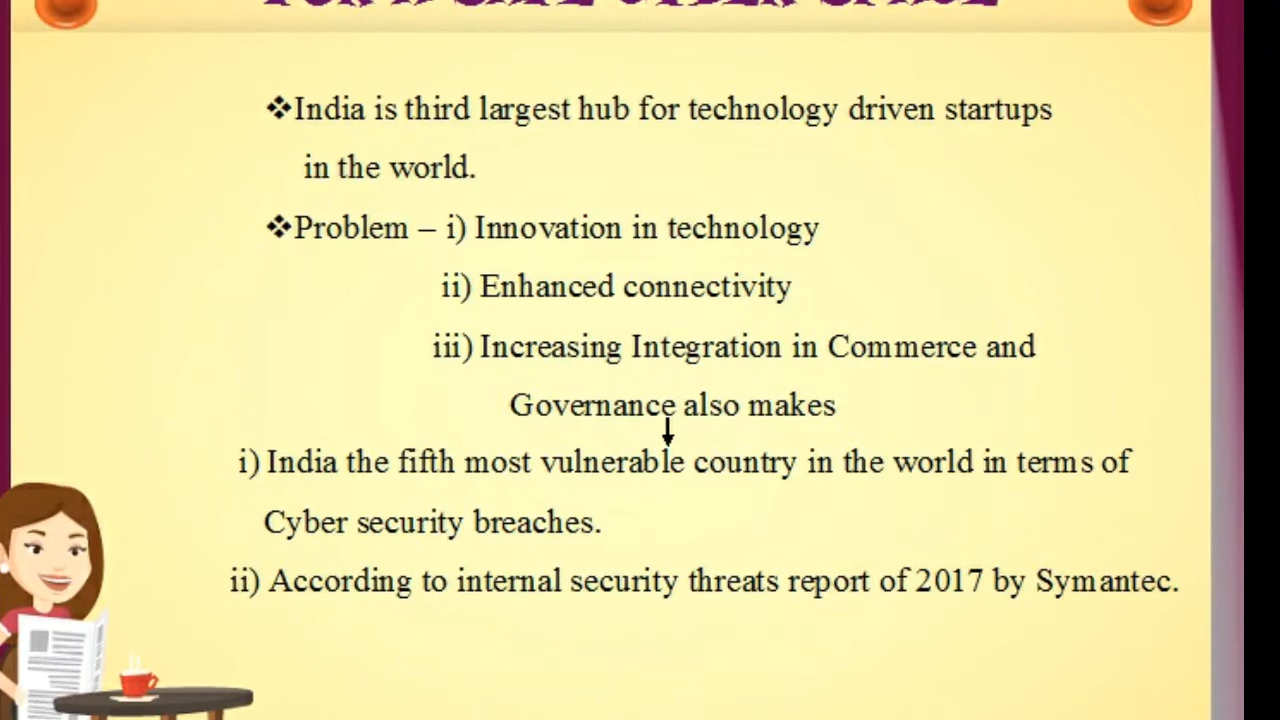 ❖India is third largest hub for technology driven startups
in the world.
❖Problem – i) Innovation in technology
ii) Enhanced connectivity
iii) Increasing Integration in Commerce and
Governance also makes
i) India the fifth most vulnerable country in the world in terms of
Cyber security breaches.
ii) According to internal security threats report of 2017 by Symantec.